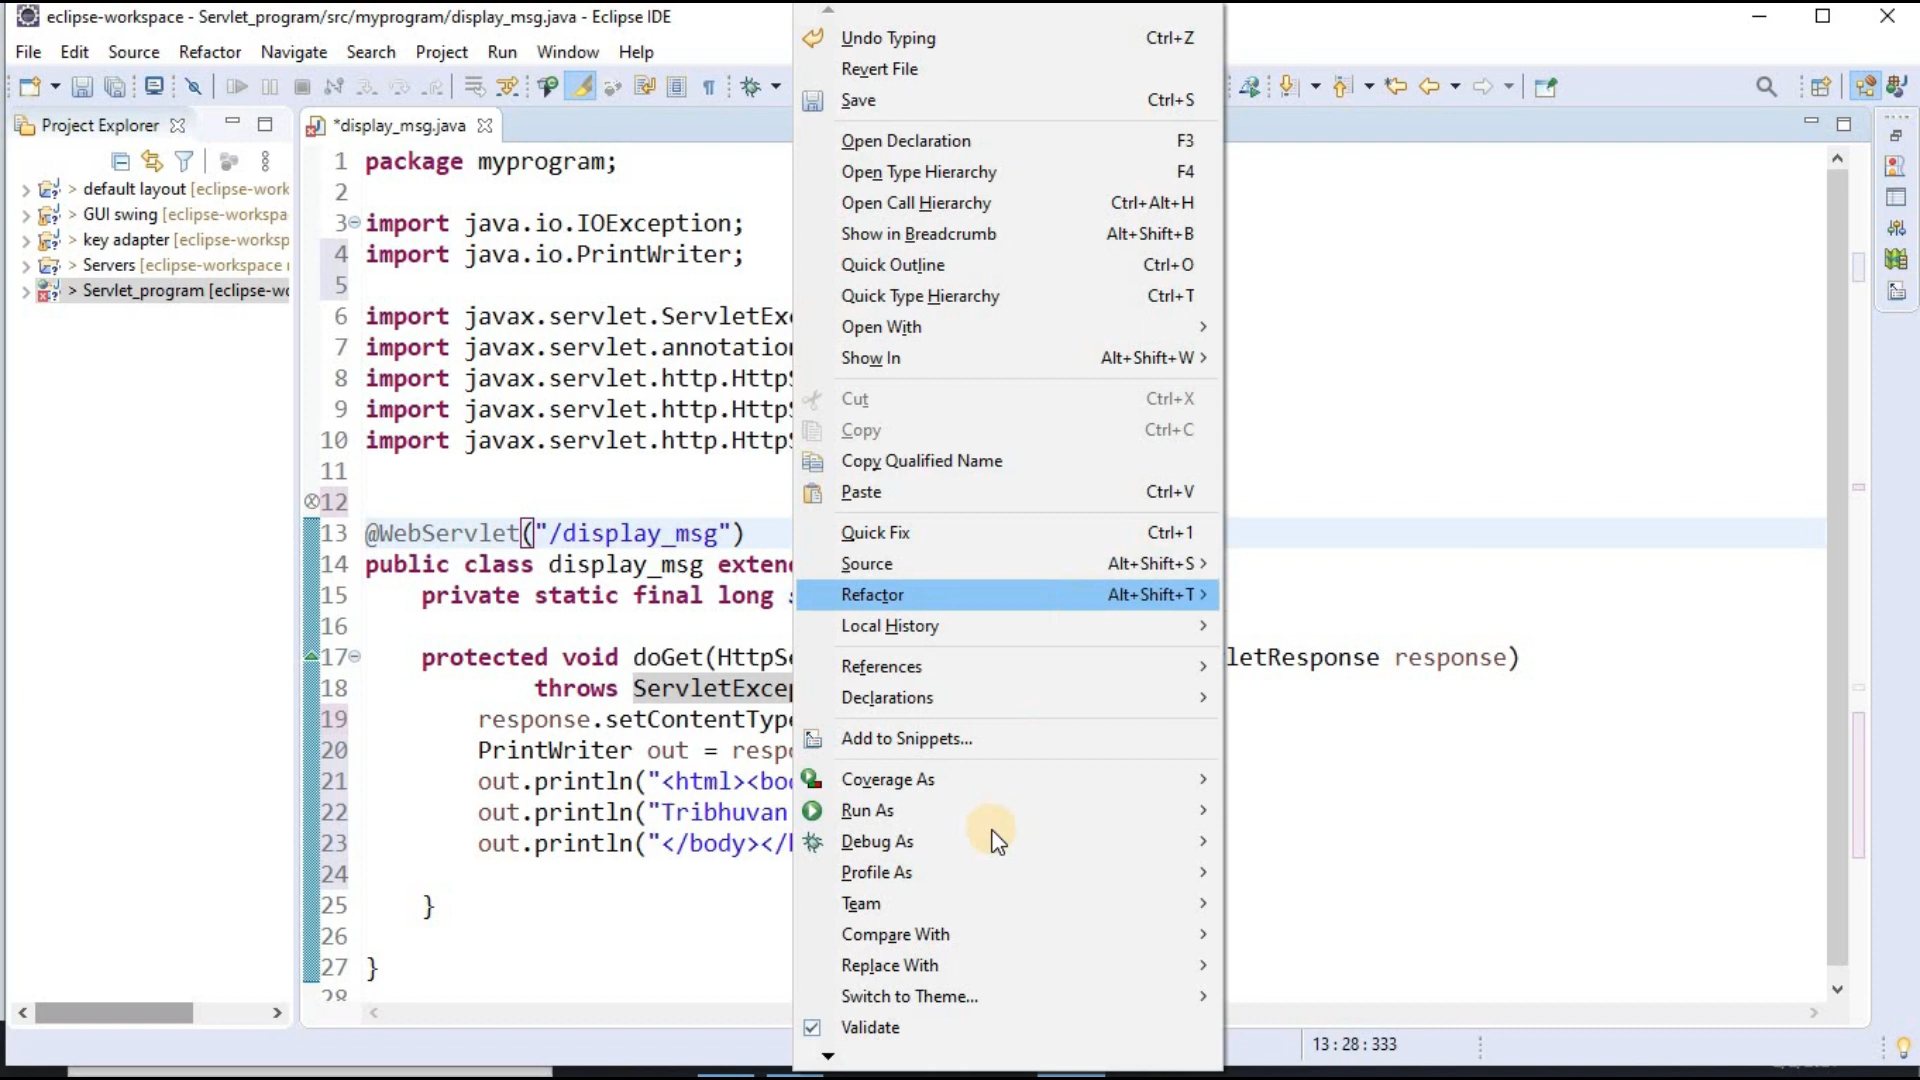 eclipse-workspace - Servlet_program/src/myprogram/display_msg.java - Eclipse IDE
File Edit Source Refactor Navigate Search Project Run Window Help
Project Explorer
> default layout [eclipse-work
> GUI swing [eclipse-workspa
> key adapter [eclipse-worksp
> Servers [eclipse-workspace
> Servlet_program [eclipse-wo
*display_msg.java
1 package myprogram;
2
3 import java.io.IOException;
4 import java.io.PrintWriter;
5
6 import javax.servlet.ServletEx
7 import javax.servlet.annotation
8 import javax.servlet.http.Http
9 import javax.servlet.http.Http
10 import javax.servlet.http.Http
11
12
13 @WebServlet("/display_msg")
14 public class display_msg exten
15 private static final long
16
17 protected void doGet(HttpSe letResponse response)
18 throws ServletExcep
19 response.setContentType
20 PrintWriter out = resp
21 out.println("<html><bo
22 out.println("Tribhuvan
23 out.println("</body></
24
25 }
26
27 }
28
Undo Typing Ctrl+Z
Revert File
Save Ctrl+S
Open Declaration F3
Open Type Hierarchy F4
Open Call Hierarchy Ctrl+Alt+H
Show in Breadcrumb Alt+Shift+B
Quick Outline Ctrl+O
Quick Type Hierarchy Ctrl+T
Open With
Show In Alt+Shift+W
Cut Ctrl+X
Copy Ctrl+C
Copy Qualified Name
Paste Ctrl+V
Quick Fix Ctrl+1
Source Alt+Shift+S
Refactor Alt+Shift+T
Local History
References
Declarations
Add to Snippets...
Coverage As
Run As
Debug As
Profile As
Team
Compare With
Replace With
Switch to Theme...
Validate
13 : 28 : 333